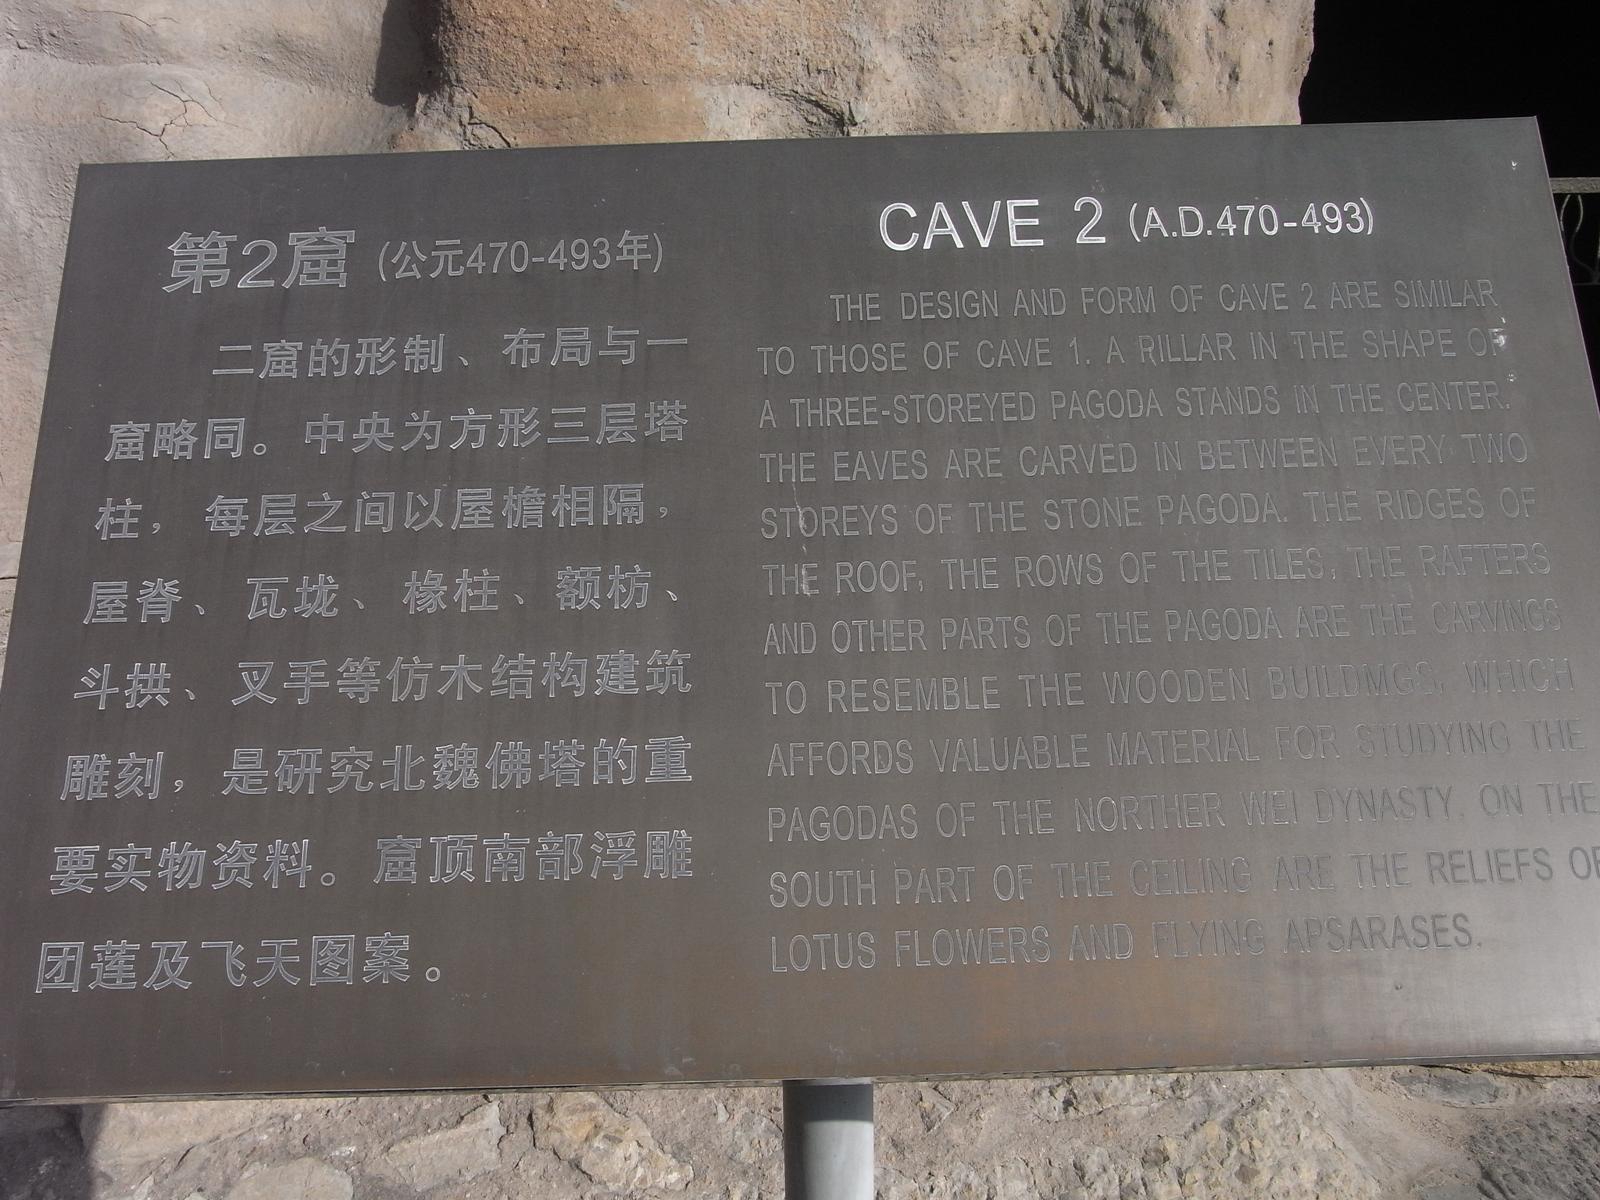 第2窟 (公元470-493年)
二窟的形制、布局与一
窟略同。中央为方形三层塔
柱，每层之间以屋檐相隔，
屋脊、瓦垅、椽柱、额枋、
斗拱、叉手等仿木结构建筑
雕刻，是研究北魏佛塔的重
要实物资料。窟顶南部浮雕
团莲及飞天图案。
CAVE 2 (A.D.470-493)
THE DESIGN AND FORM OF CAVE 2 ARE SIMILAR
TO THOSE OF CAVE 1. A RILLAR IN THE SHAPE OF
A THREE-STOREYED PAGODA STANDS IN THE CENTER.
THE EAVES ARE CARVED IN BETWEEN EVERY TWO
STOREYS OF THE STONE PAGODA. THE RIDGES OF
THE ROOF, THE ROWS OF THE TILES, THE RAFTERS
AND OTHER PARTS OF THE PAGODA ARE THE CARVINGS
TO RESEMBLE THE WOODEN BUILDMGS, WHICH
AFFORDS VALUABLE MATERIAL FOR STUDYING THE
PAGODAS OF THE NORTHER WEI DYNASTY. ON THE
SOUTH PART OF THE CEILING ARE THE RELIEFS OF
LOTUS FLOWERS AND FLYING APSARASES.